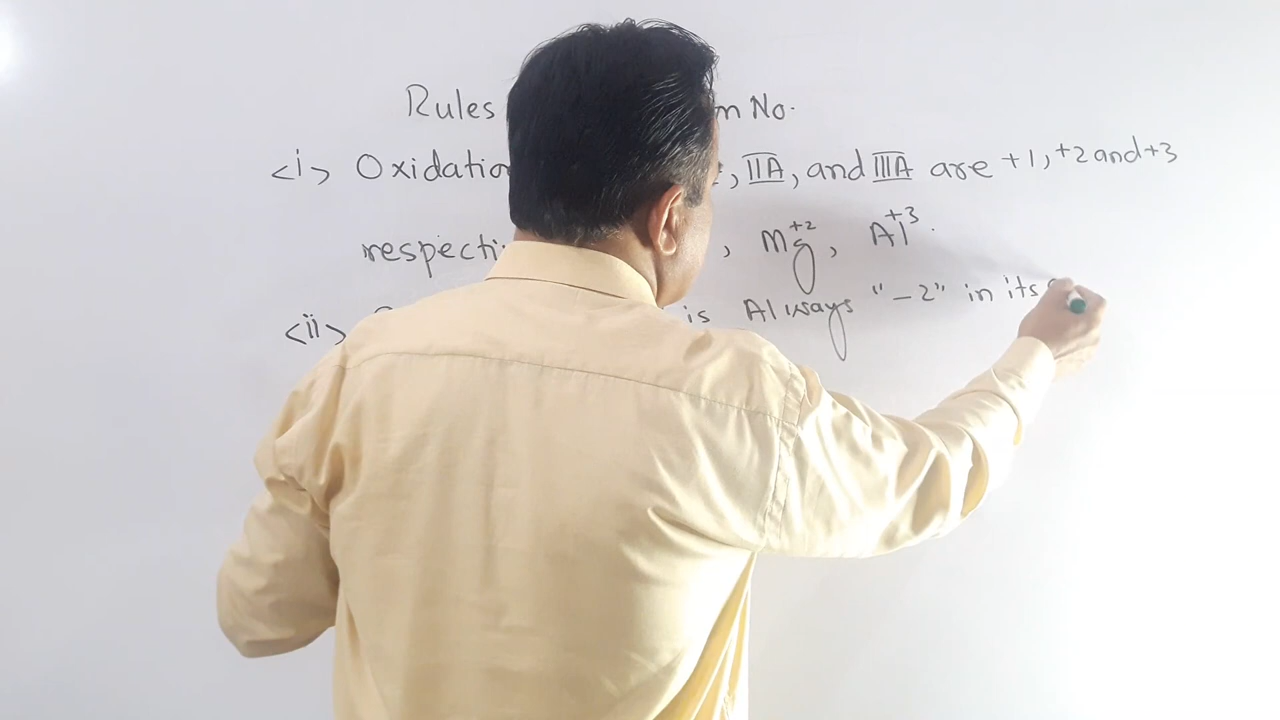 Rules n No.
<i> Oxidation , IIA, and IIIA are +1, +2 and +3
respecti , Mg+2, Al+3.
<ii> is Always "-2" in its